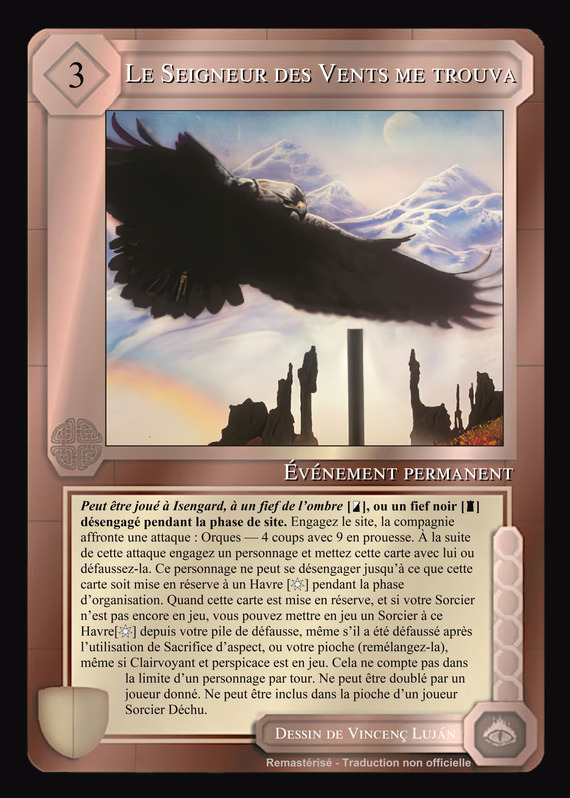 3
Le Seigneur des Vents me trouva
Événement permanent
Peut être joué à Isengard, à un fief de l'ombre [], ou un fief noir []
désengagé pendant la phase de site. Engagez le site, la compagnie
affronte une attaque : Orques — 4 coups avec 9 en prouesse. À la suite
de cette attaque engagez un personnage et mettez cette carte avec lui ou
défaussez-la. Ce personnage ne peut se désengager jusqu'à ce que cette
carte soit mise en réserve à un Havre [] pendant la phase
d'organisation. Quand cette carte est mise en réserve, et si votre Sorcier
n'est pas encore en jeu, vous pouvez mettre en jeu un Sorcier à ce
Havre[] depuis votre pile de défausse, même s'il a été défaussé après
l'utilisation de Sacrifice d'aspect, ou votre pioche (remélangez-la),
même si Clairvoyant et perspicace est en jeu. Cela ne compte pas dans
la limite d'un personnage par tour. Ne peut être doublé par un
joueur donné. Ne peut être inclus dans la pioche d'un joueur
Sorcier Déchu.
Dessin de Vincenç Luján
Remastérisé - Traduction non officielle